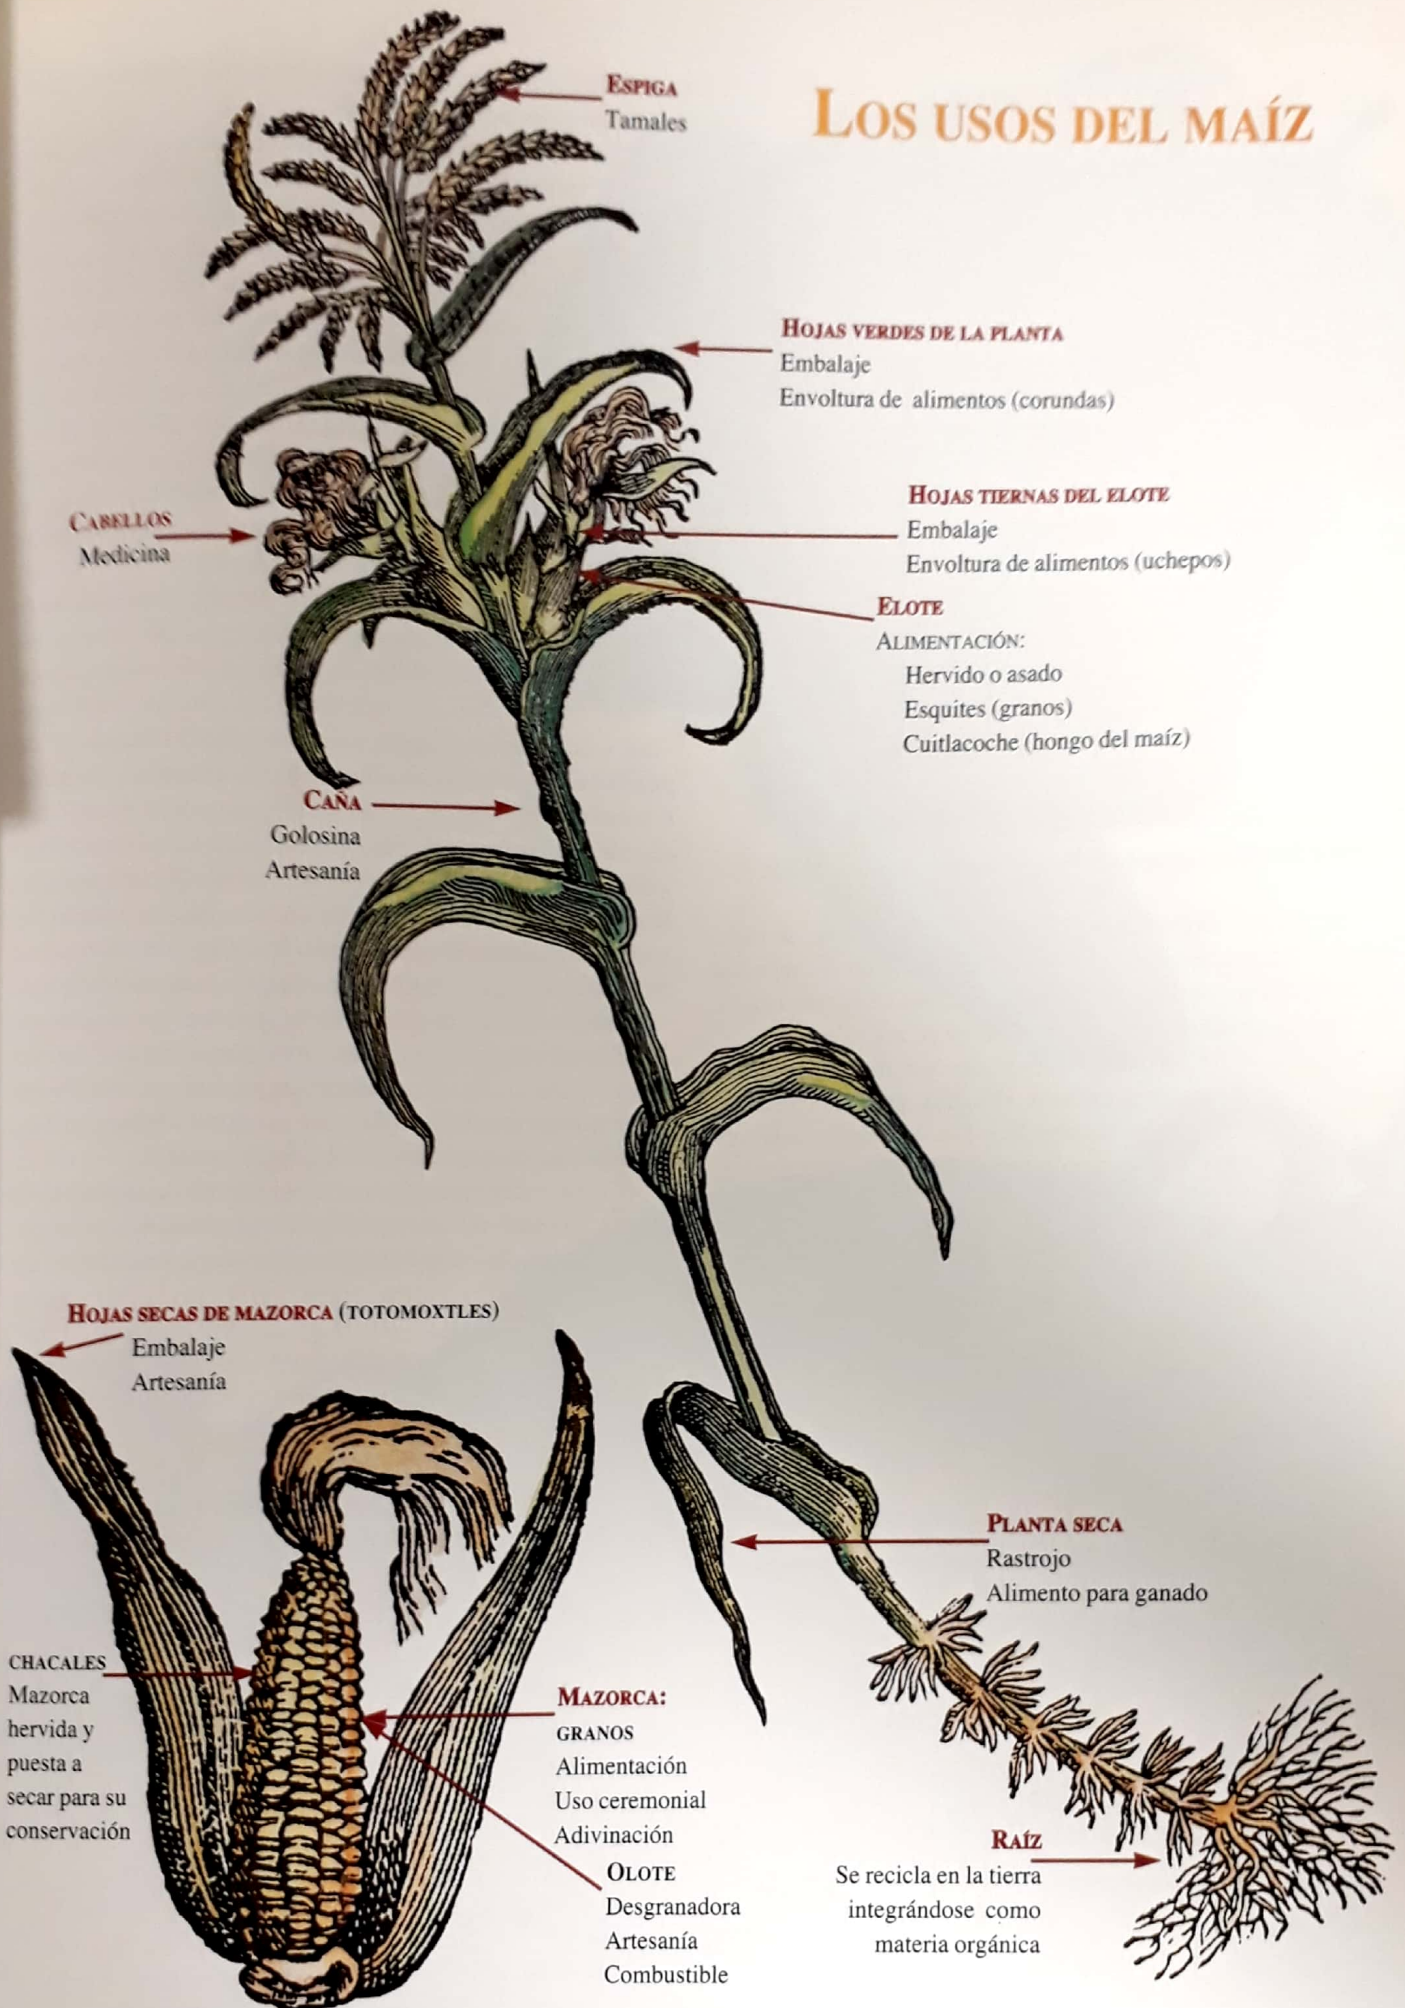 LOS USOS DEL MAÍZ
ESPIGA
Tamales
HOJAS VERDES DE LA PLANTA
Embalaje
Envoltura de alimentos (corundas)
HOJAS TIERNAS DEL ELOTE
Embalaje
Envoltura de alimentos (uchepos)
CABELLOS
Medicina
ELOTE
ALIMENTACIÓN:
Hervido o asado
Esquites (granos)
Cuitlacoche (hongo del maíz)
CAÑA
Golosina
Artesanía
HOJAS SECAS DE MAZORCA (TOTOMOXTLES)
Embalaje
Artesanía
PLANTA SECA
Rastrojo
Alimento para ganado
CHACALES
Mazorca
hervida y
puesta a
secar para su
conservación
MAZORCA:
GRANOS
Alimentación
Uso ceremonial
Adivinación
OLOTE
Desgranadora
Artesanía
Combustible
RAÍZ
Se recicla en la tierra
integrándose como
materia orgánica